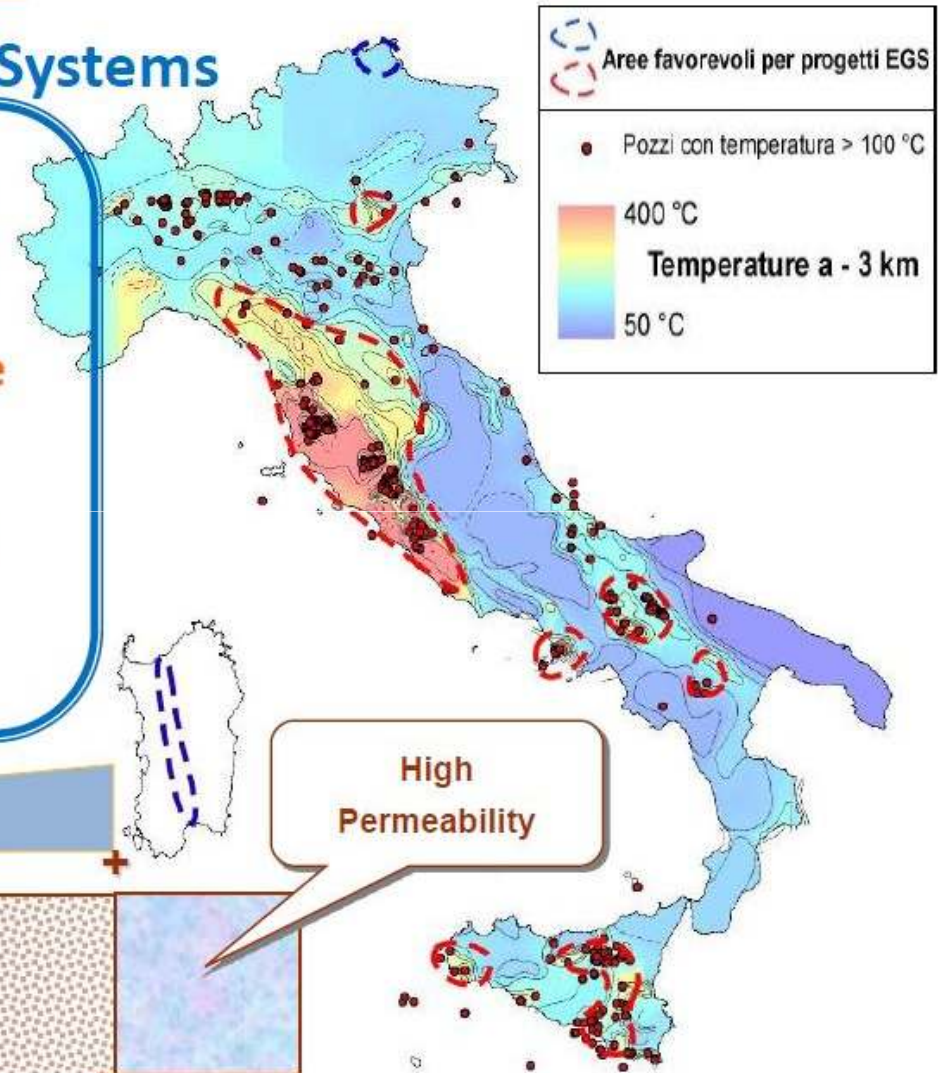 Systems
Aree favorevoli per progetti EGS
Pozzi con temperatura > 100 °C
400 °C
Temperature a - 3 km
50 °C
e
High
Permeability
+